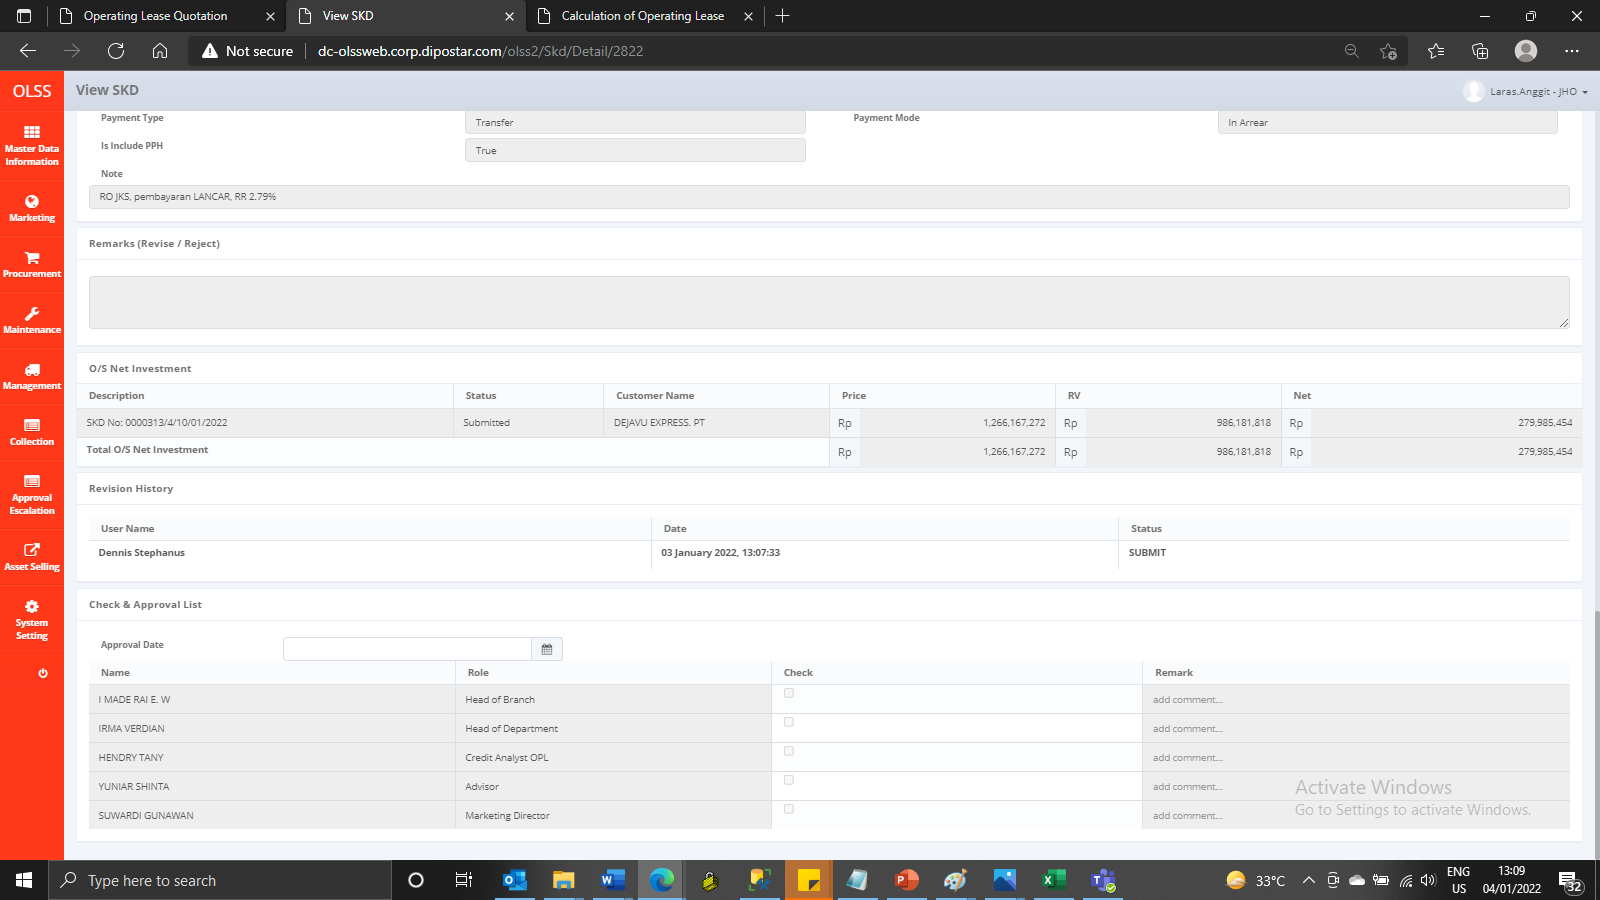 Operating Lease Quotation
View SKD
Calculation of Operating Lease
Not secure
dc-olssweb.corp.dipostar.com/olss2/Skd/Detail/2822
OLSS
View SKD
Laras.Anggit - JHO
Master Data Information
Marketing
Procurement
Maintenance
Management
Collection
Approval Escalation
Asset Selling
System Setting
Payment Type
Transfer
Payment Mode
In Arrear
Is Include PPH
True
Note
RO JKS, pembayaran LANCAR, RR 2.79%
Remarks (Revise / Reject)
O/S Net Investment
Description Status Customer Name Price RV Net
SKD No: 0000313/4/10/01/2022 Submitted DEJAVU EXPRESS. PT Rp 1,266,167,272 Rp 986,181,818 Rp 279,985,454
Total O/S Net Investment Rp 1,266,167,272 Rp 986,181,818 Rp 279,985,454
Revision History
User Name Date Status
Dennis Stephanus 03 January 2022, 13:07:33 SUBMIT
Check & Approval List
Approval Date
Name Role Check Remark
I MADE RAI E. W Head of Branch add comment...
IRMA VERDIAN Head of Department add comment...
HENDRY TANY Credit Analyst OPL add comment...
YUNIAR SHINTA Advisor add comment...
SUWARDI GUNAWAN Marketing Director add comment...
Activate Windows
Go to Settings to activate Windows.
Type here to search
33°C
ENG
US
13:09
04/01/2022
32